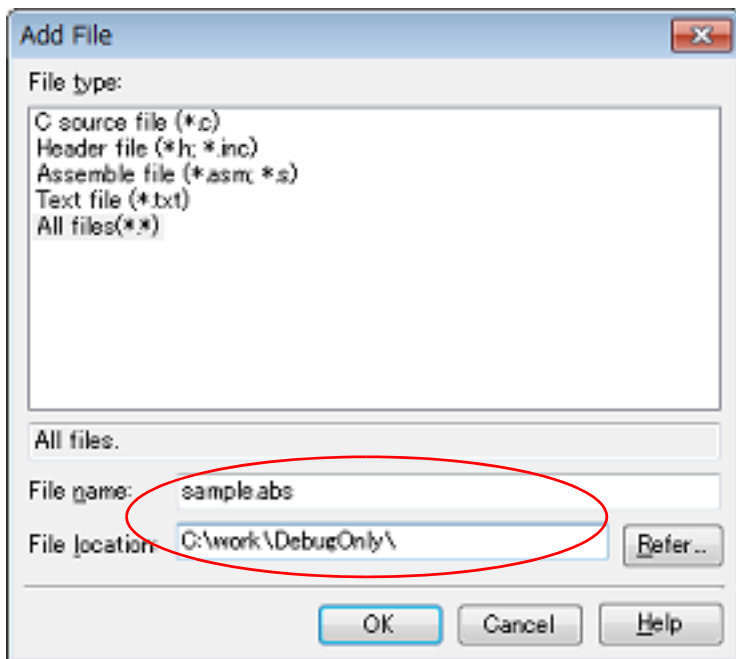 Add File
File type:
C source file (*.c)
Header file (*.h; *.inc)
Assemble file (*.asm; *.s)
Text file (*.txt)
All files(*.*)
All files.
File name: sample.abs
File location: C:\work\DebugOnly\ Refer...
OK Cancel Help